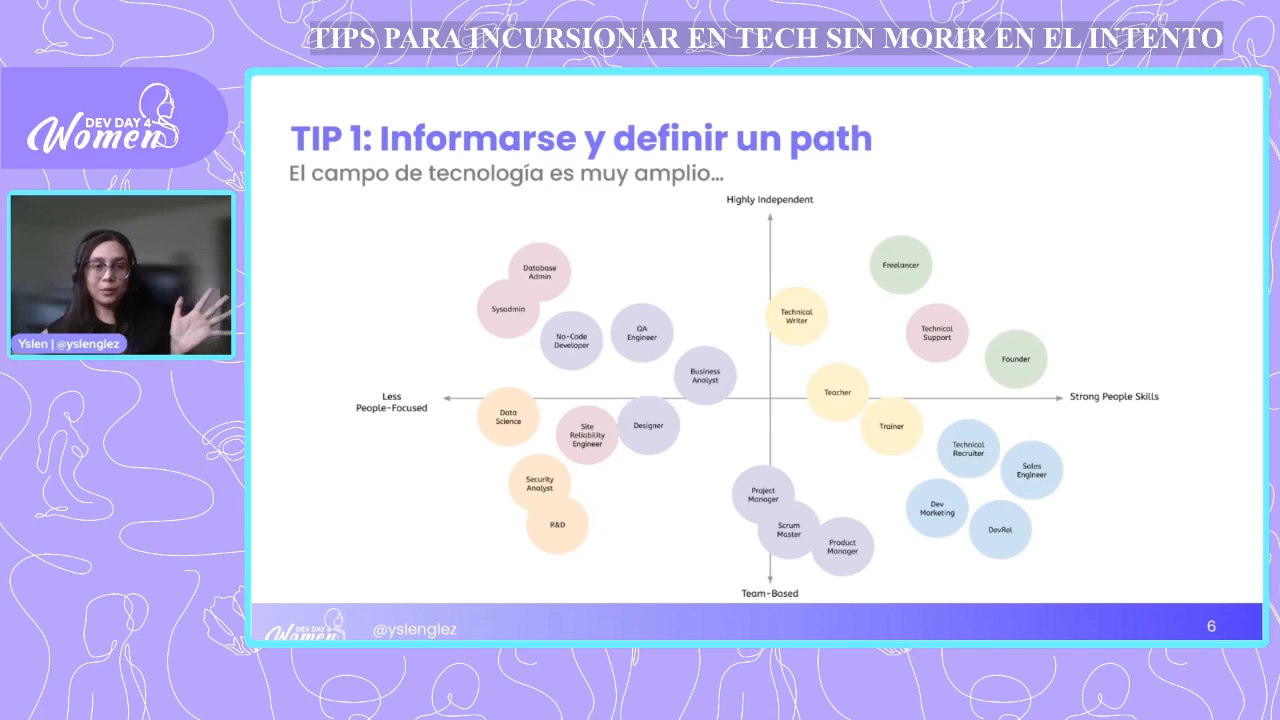 TIPS PARA INCURSIONAR EN TECH SIN MORIR EN EL INTENTO
DEV DAY 4
Women
Yslen | @yslenglez
TIP 1: Informarse y definir un path
El campo de tecnología es muy amplio...
Highly Independent
Database
Admin
Sysadmin
No-Code
Developer
QA
Engineer
Business
Analyst
Technical
Writer
Freelancer
Technical
Support
Founder
Less
People-Focused
Strong People Skills
Data
Science
Site
Reliability
Engineer
Designer
Security
Analyst
R&D
Teacher
Trainer
Technical
Recruiter
Sales
Engineer
Dev
Marketing
DevRel
Project
Manager
Scrum
Master
Product
Manager
Team-Based
DEV DAY 4
Women
@yslenglez
6